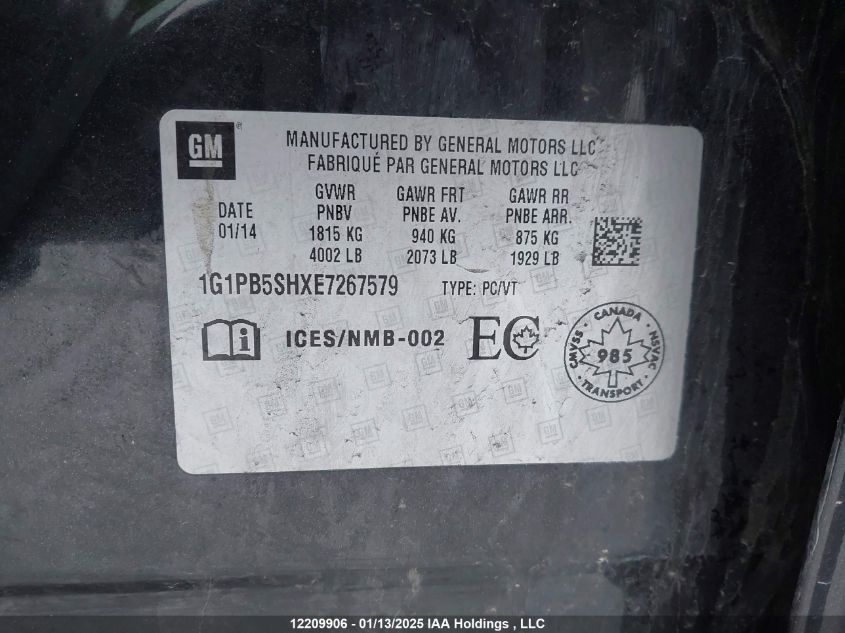 GM
MANUFACTURED BY GENERAL MOTORS LLC
FABRIQUÉ PAR GENERAL MOTORS LLC
GVWR GAWR FRT GAWR RR
DATE PNBV PNBE AV. PNBE ARR.
01/14 1815 KG 940 KG 875 KG
4002 LB 2073 LB 1929 LB
1G1PB5SHXE7267579 TYPE: PC/VT
i ICES/NMB-002 EC
CANADA
CMVSS 985 NSVAC
TRANSPORT
12209906 - 01/13/2025 IAA Holdings , LLC